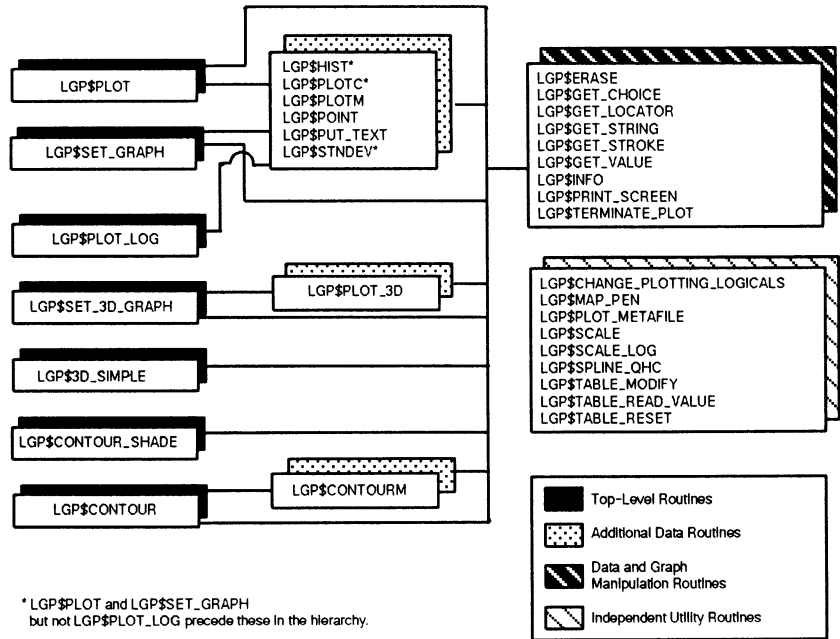 LGP$PLOT
LGP$SET_GRAPH
LGP$PLOT_LOG
LGP$SET_3D_GRAPH
LGP$3D_SIMPLE
LGP$CONTOUR_SHADE
LGP$CONTOUR
LGP$HIST*
LGP$PLOTC*
LGP$PLOTM
LGP$POINT
LGP$PUT_TEXT
LGP$STNDEV*
LGP$PLOT_3D
LGP$CONTOURM
LGP$ERASE
LGP$GET_CHOICE
LGP$GET_LOCATOR
LGP$GET_STRING
LGP$GET_STROKE
LGP$GET_VALUE
LGP$INFO
LGP$PRINT_SCREEN
LGP$TERMINATE_PLOT
LGP$CHANGE_PLOTTING_LOGICALS
LGP$MAP_PEN
LGP$PLOT_METAFILE
LGP$SCALE
LGP$SCALE_LOG
LGP$SPLINE_QHC
LGP$TABLE_MODIFY
LGP$TABLE_READ_VALUE
LGP$TABLE_RESET
Top-Level Routines
Additional Data Routines
Data and Graph
Manipulation Routines
Independent Utility Routines
* LGP$PLOT and LGP$SET_GRAPH
but not LGP$PLOT_LOG precede these in the hierarchy.